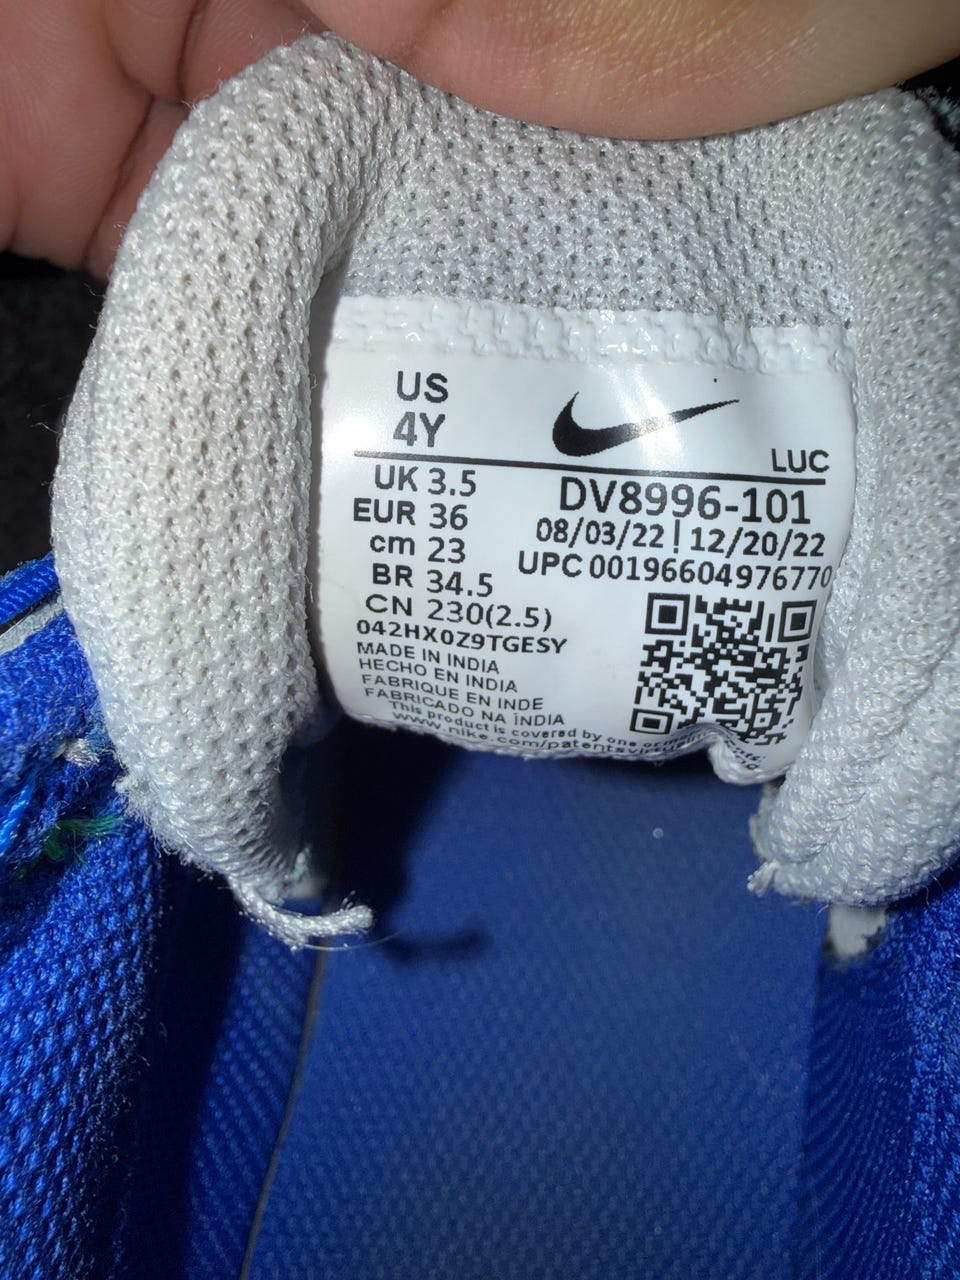 US
4Y
LUC
UK 3.5
EUR 36
cm 23
BR 34.5
CN 230(2.5)
DV8996-101
08/03/22 | 12/20/22
UPC 00196604976770
042HX0Z9TGESY
MADE IN INDIA
HECHO EN INDIA
FABRIQUE EN INDE
FABRICADO NA ÍNDIA
This product is covered by one or
www.nike.com/patents